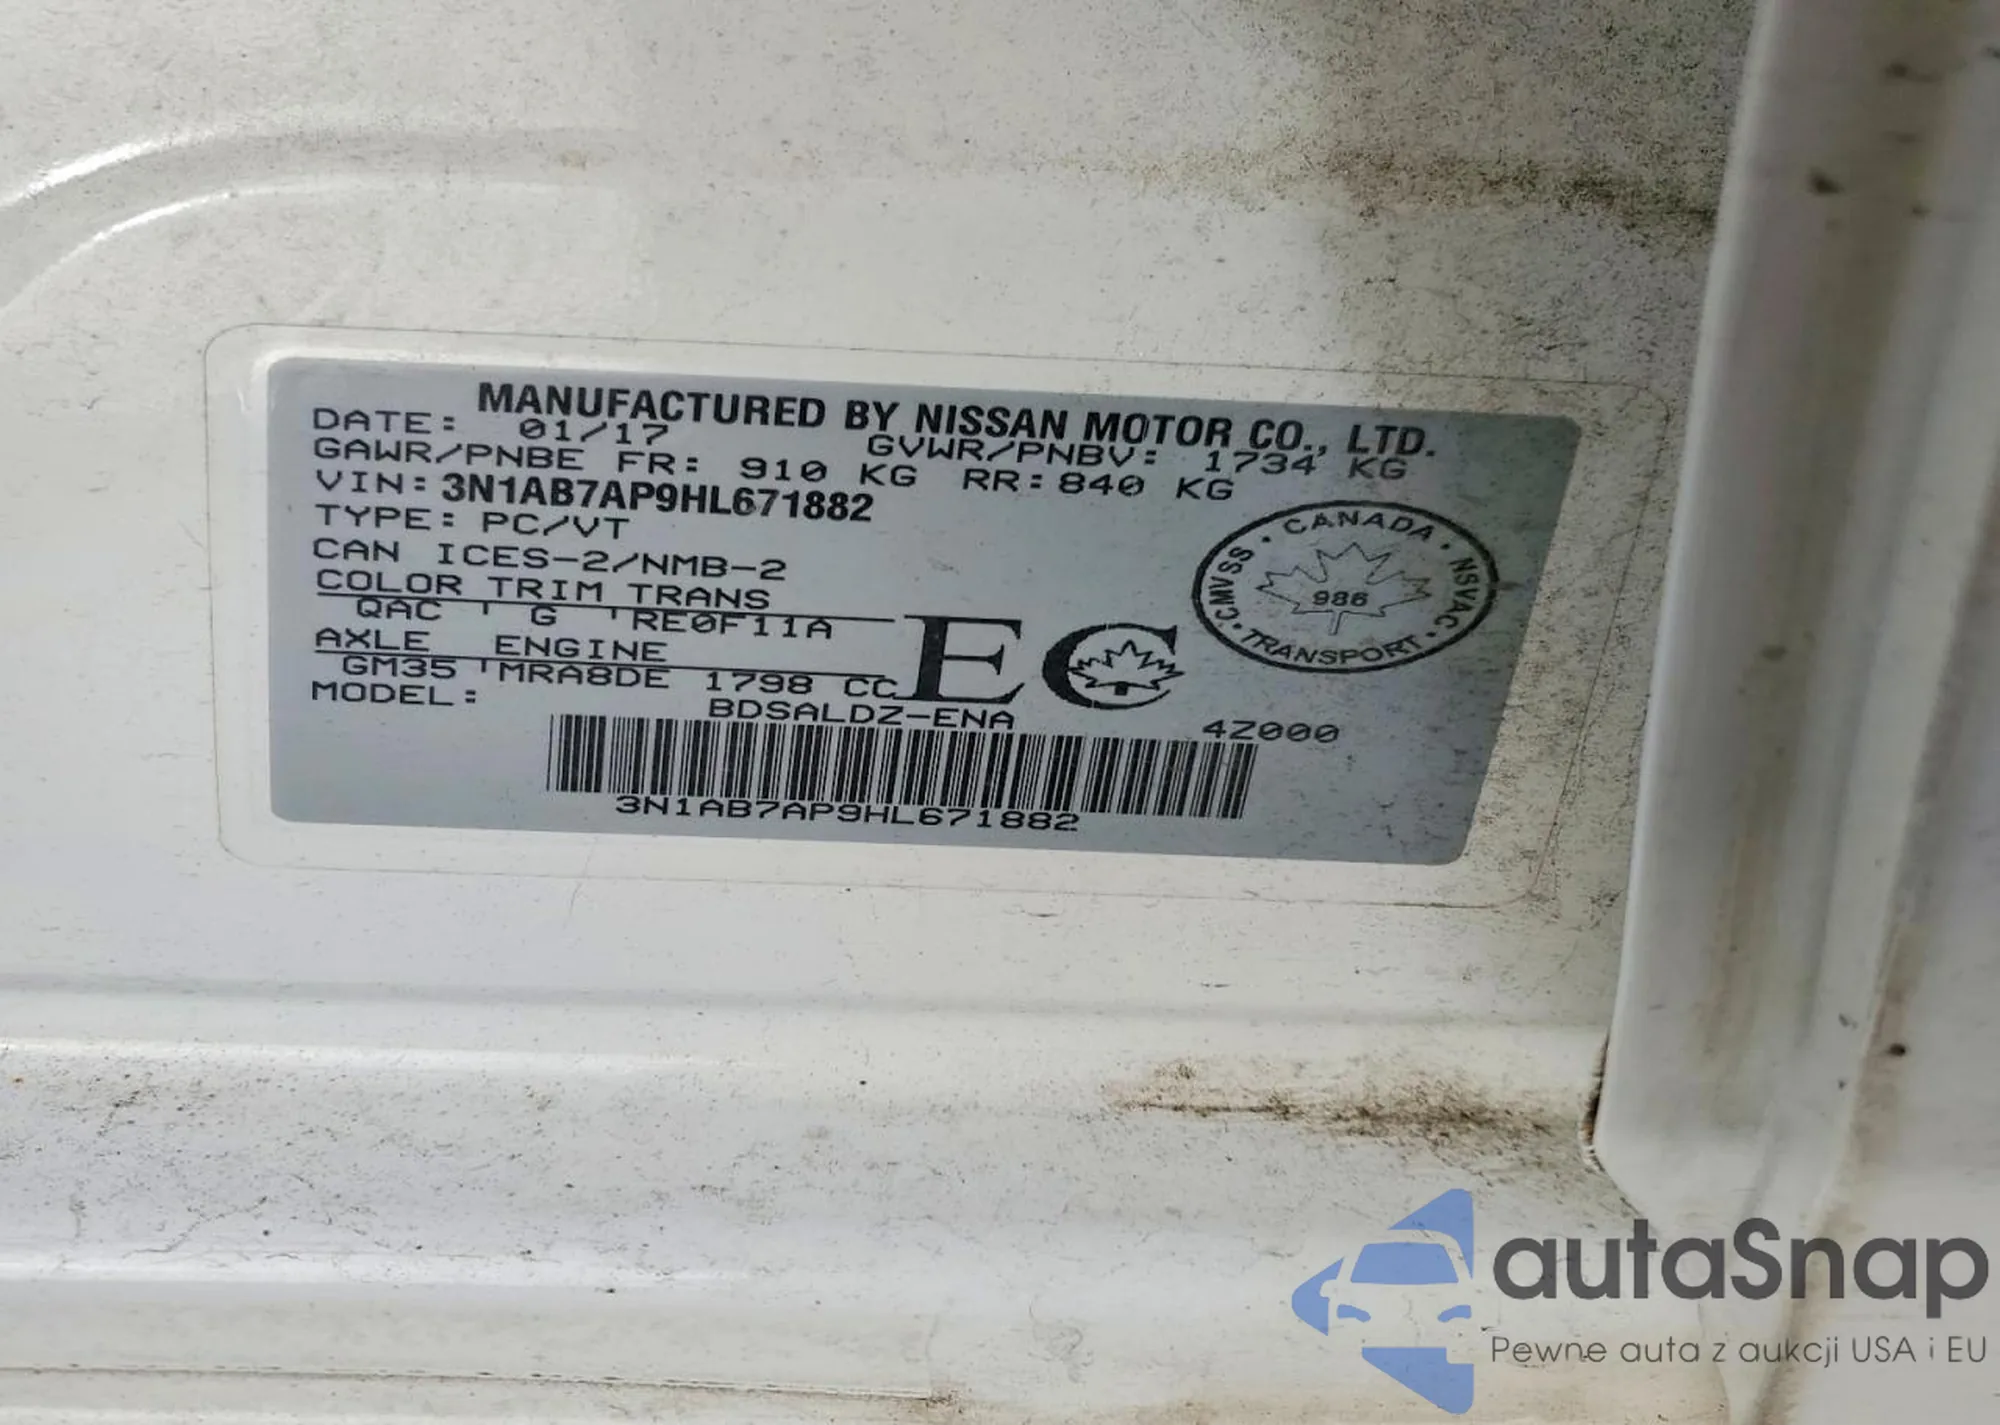 MANUFACTURED BY NISSAN MOTOR CO., LTD.
DATE: 01/17 GVWR/PNBV: 1734 KG
GAWR/PNBE FR: 910 KG RR: 840 KG
VIN: 3N1AB7AP9HL671882
TYPE: PC/VT
CAN ICES-2/NMB-2
COLOR TRIM TRANS
QAC G RE0F11A
AXLE ENGINE
GM35 MRA8DE 1798 CC
MODEL: BDSALDZ-ENA 4Z000
EC
CANADA · NSVAC · TRANSPORT · CMVSS ·
986
3N1AB7AP9HL671882
autaSnap
Pewne auta z aukcji USA i EU